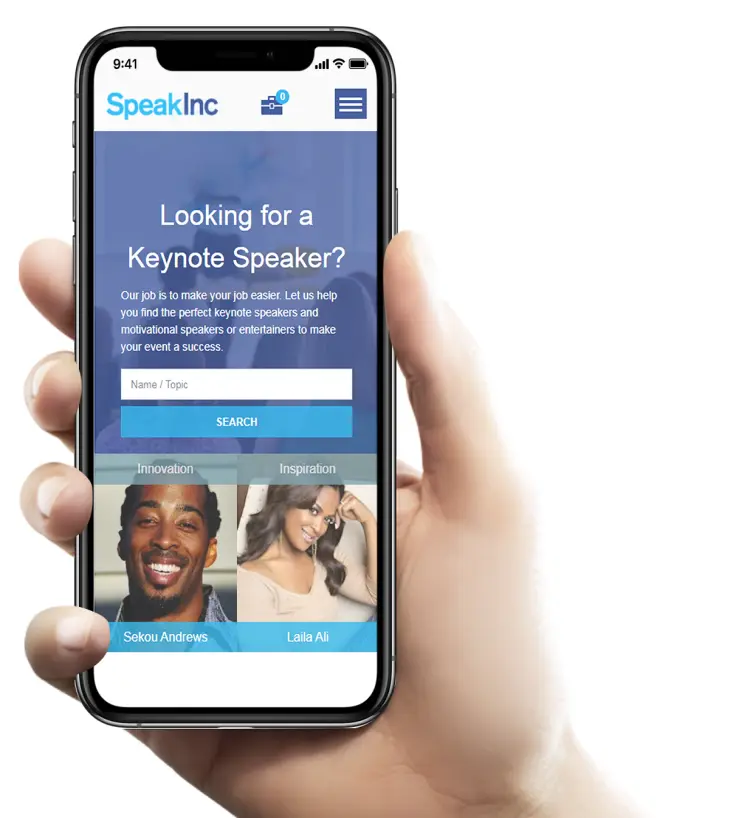 9:41
SpeakInc
0
Looking for a
Keynote Speaker?
Our job is to make your job easier. Let us help
you find the perfect keynote speakers and
motivational speakers or entertainers to make
your event a success.
Name / Topic
SEARCH
Innovation
Inspiration
Sekou Andrews
Laila Ali